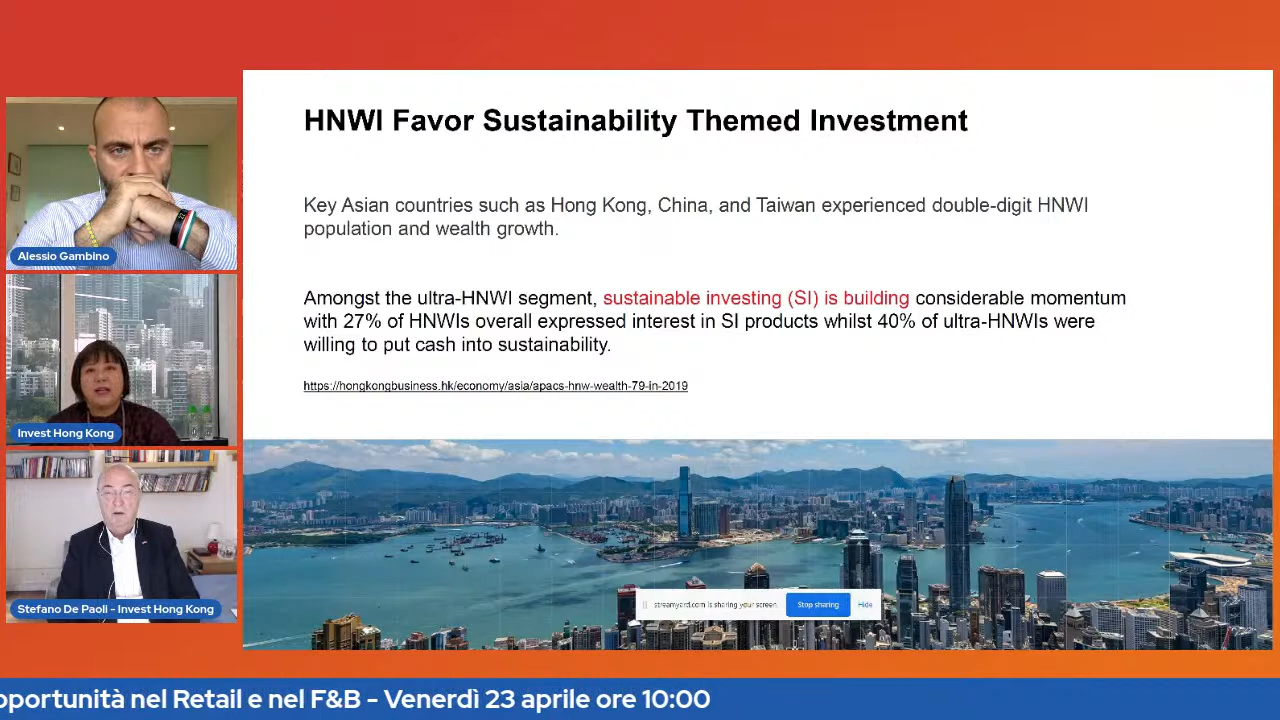 HNWI Favor Sustainability Themed Investment
Key Asian countries such as Hong Kong, China, and Taiwan experienced double-digit HNWI
population and wealth growth.
Amongst the ultra-HNWI segment, sustainable investing (SI) is building considerable momentum
with 27% of HNWIs overall expressed interest in SI products whilst 40% of ultra-HNWIs were
willing to put cash into sustainability.
https://hongkongbusiness.hk/economy/asia/apacs-hnw-wealth-79-in-2019
Alessio Gambino
Invest Hong Kong
Stefano De Paoli - Invest Hong Kong
streamyard.com is sharing your screen.
Stop sharing
Hide
pportunità nel Retail e nel F&B - Venerdì 23 aprile ore 10:00